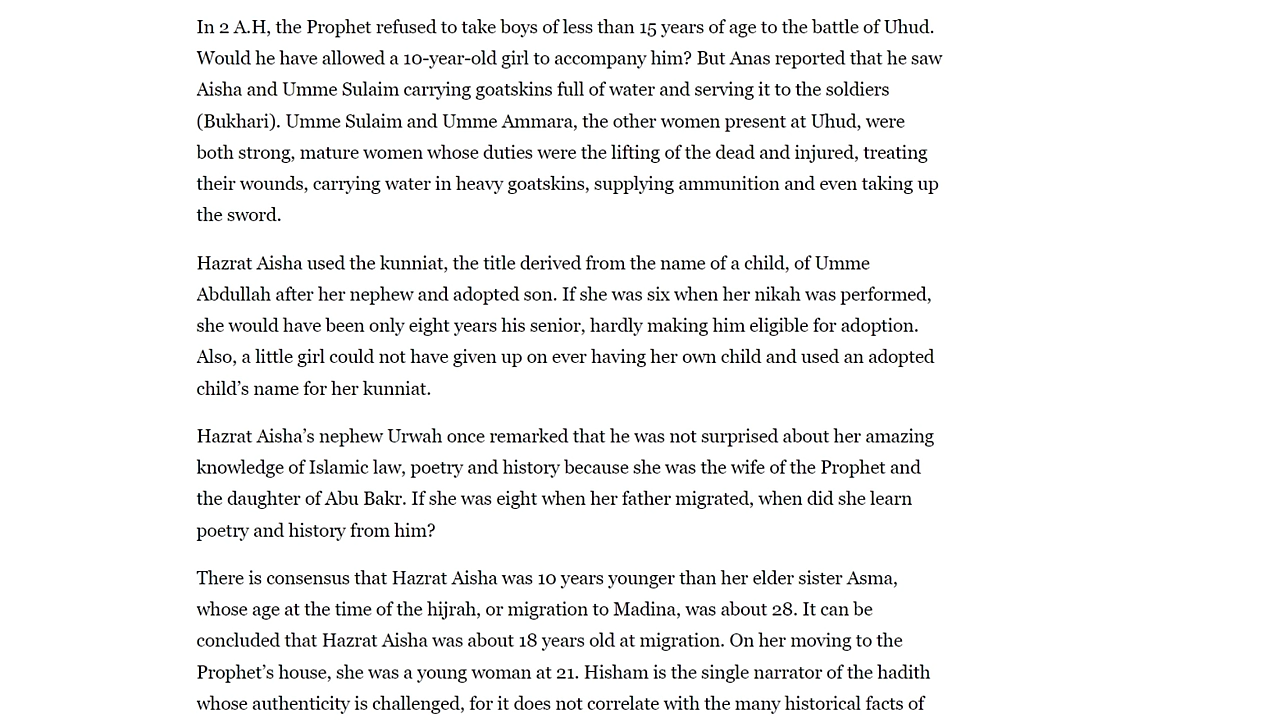 In 2 A.H, the Prophet refused to take boys of less than 15 years of age to the battle of Uhud.
Would he have allowed a 10-year-old girl to accompany him? But Anas reported that he saw
Aisha and Umme Sulaim carrying goatskins full of water and serving it to the soldiers
(Bukhari). Umme Sulaim and Umme Ammara, the other women present at Uhud, were
both strong, mature women whose duties were the lifting of the dead and injured, treating
their wounds, carrying water in heavy goatskins, supplying ammunition and even taking up
the sword.
Hazrat Aisha used the kunniat, the title derived from the name of a child, of Umme
Abdullah after her nephew and adopted son. If she was six when her nikah was performed,
she would have been only eight years his senior, hardly making him eligible for adoption.
Also, a little girl could not have given up on ever having her own child and used an adopted
child’s name for her kunniat.
Hazrat Aisha’s nephew Urwah once remarked that he was not surprised about her amazing
knowledge of Islamic law, poetry and history because she was the wife of the Prophet and
the daughter of Abu Bakr. If she was eight when her father migrated, when did she learn
poetry and history from him?
There is consensus that Hazrat Aisha was 10 years younger than her elder sister Asma,
whose age at the time of the hijrah, or migration to Madina, was about 28. It can be
concluded that Hazrat Aisha was about 18 years old at migration. On her moving to the
Prophet’s house, she was a young woman at 21. Hisham is the single narrator of the hadith
whose authenticity is challenged, for it does not correlate with the many historical facts of